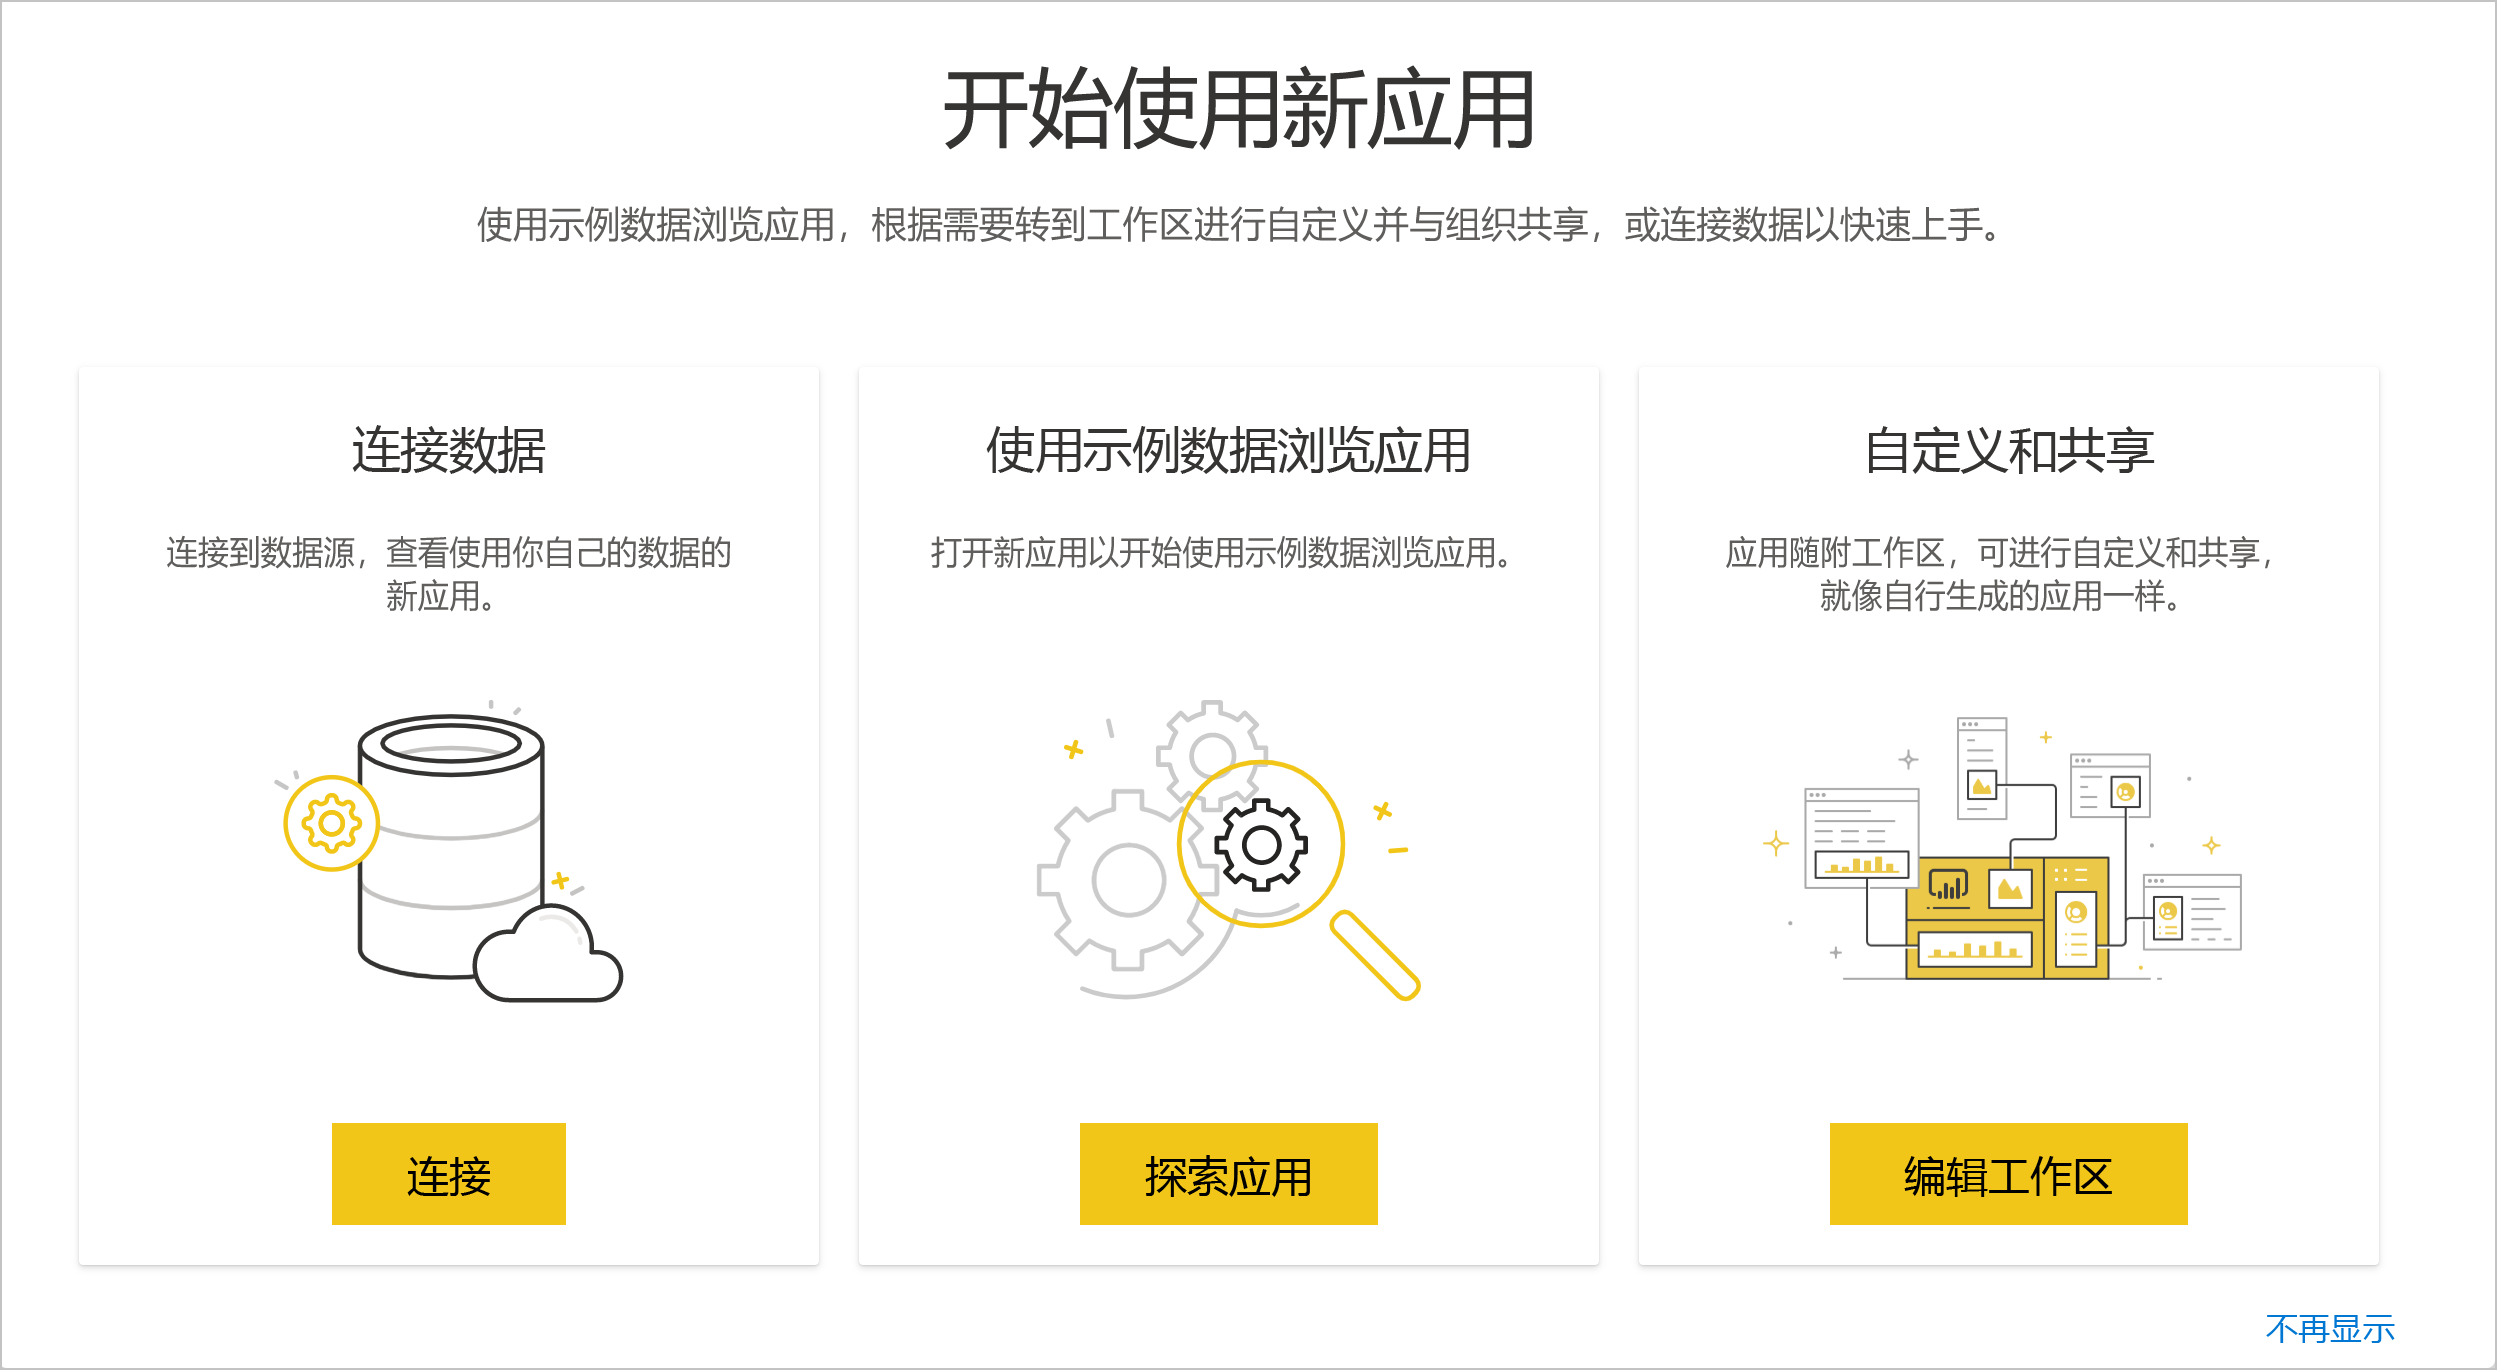 开始使用新应用
使用示例数据浏览应用，根据需要转到工作区进行自定义并与组织共享，或连接数据以快速上手。
连接数据
连接到数据源，查看使用你自己的数据的
新应用。
连接
使用示例数据浏览应用
打开新应用以开始使用示例数据浏览应用。
探索应用
自定义和共享
应用随附工作区，可进行自定义和共享，
就像自行生成的应用一样。
编辑工作区
不再显示